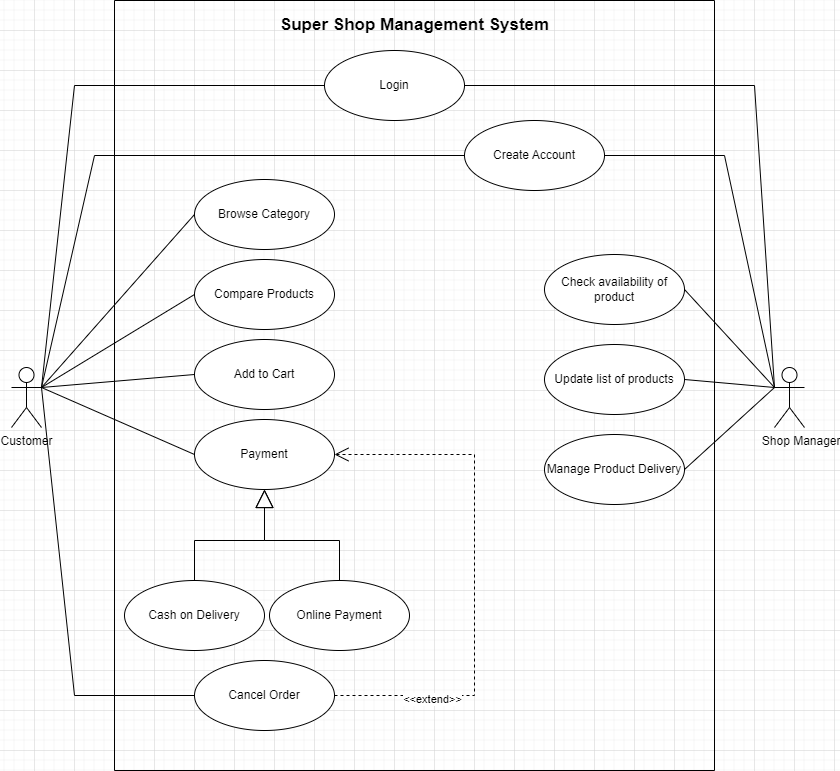 Super Shop Management System
Login
Create Account
Browse Category
Compare Products
Check availability of
product
Add to Cart
Update list of products
Customer
Shop Manager
Payment
Manage Product Delivery
Cash on Delivery
Online Payment
Cancel Order
<<extend>>